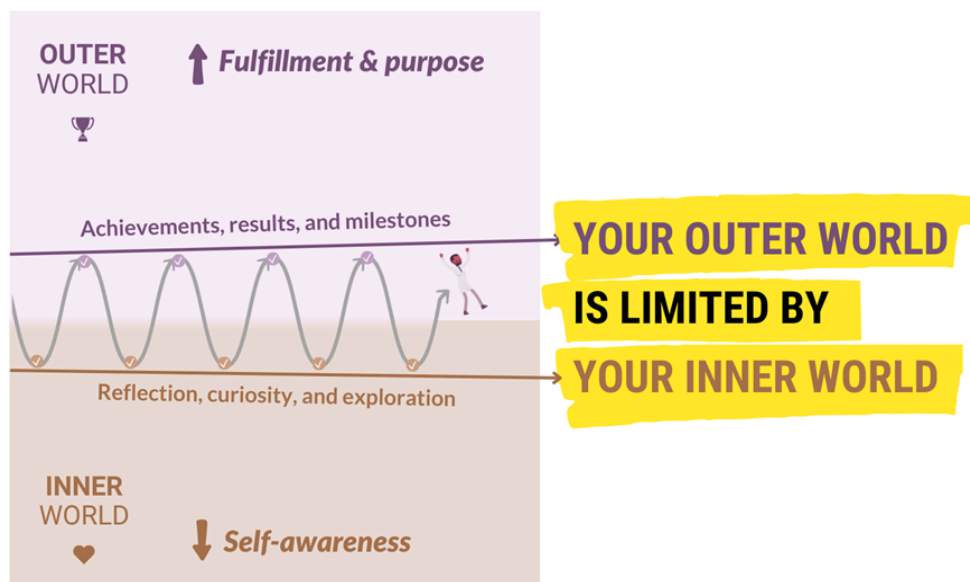 OUTER
WORLD
Fulfillment & purpose
Achievements, results, and milestones
YOUR OUTER WORLD
IS LIMITED BY
YOUR INNER WORLD
Reflection, curiosity, and exploration
INNER
WORLD
Self-awareness